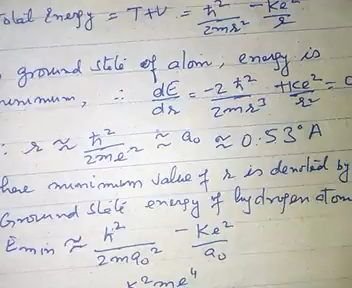 Total Energy = T+V = ħ²/2mr² - Ke²/r
ground state of atom, energy is
minimum, ∴ dE/dr = -2ħ²/2mr³ + Ke²/r² = 0
∴ r ≈ ħ²/2me² ≈ a₀ ≈ 0.53°A
here minimum value of r is denoted by
Ground state energy of hydrogen atom
Emin ≈ ħ²/2ma₀² - Ke²/a₀
k²me⁴